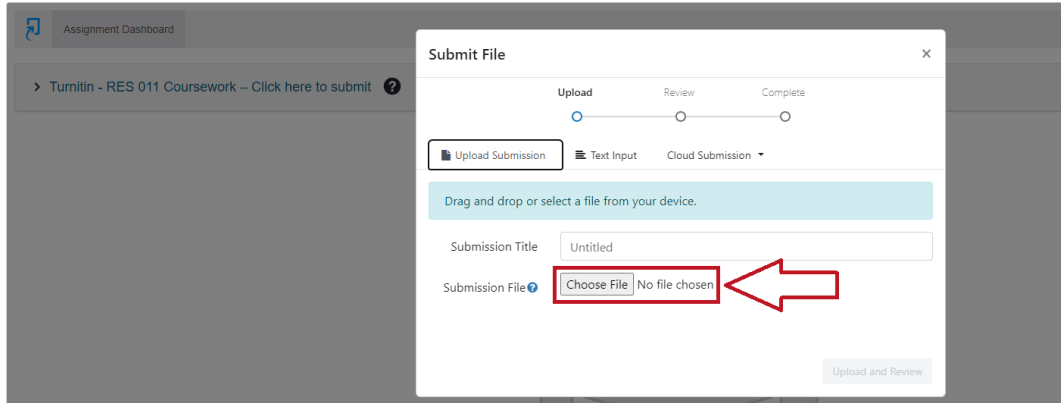 Assignment Dashboard
Turnitin - RES 011 Coursework – Click here to submit ?
Submit File ×
Upload Review Complete
Upload Submission Text Input Cloud Submission
Drag and drop or select a file from your device.
Submission Title Untitled
Submission File ? Choose File No file chosen
Upload and Review